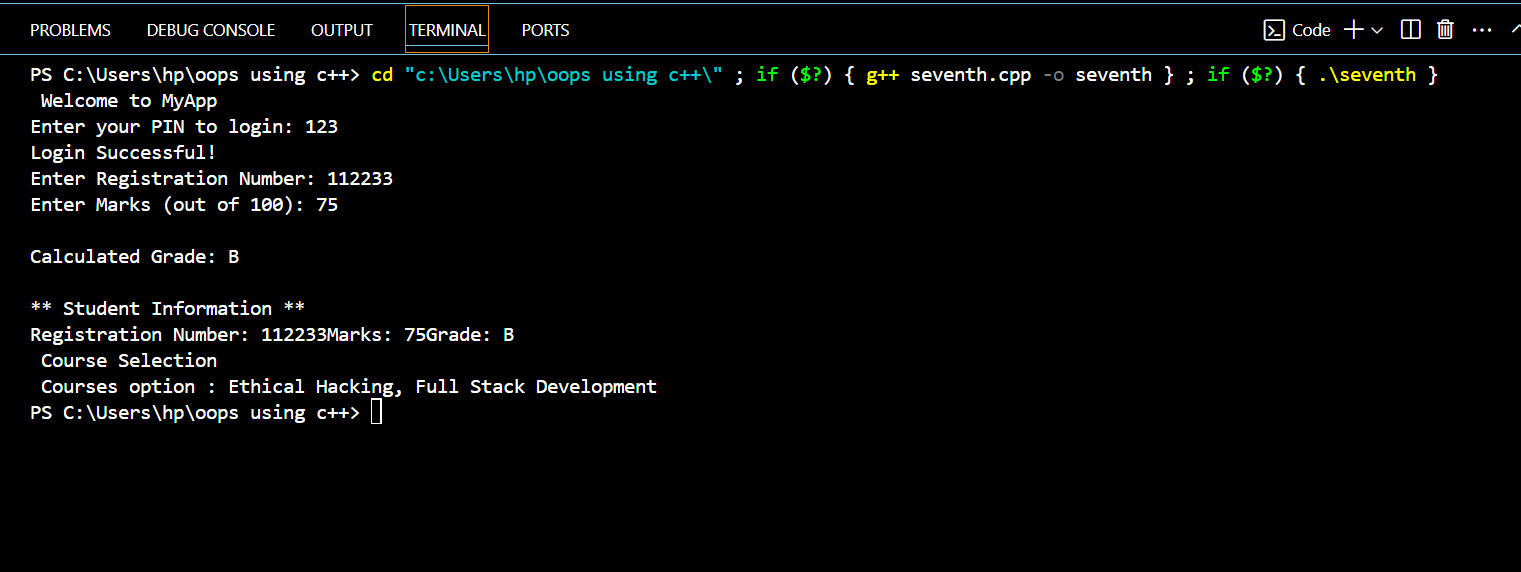 PROBLEMS DEBUG CONSOLE OUTPUT TERMINAL PORTS Code
PS C:\Users\hp\oops using c++> cd "c:\Users\hp\oops using c++\" ; if ($?) { g++ seventh.cpp -o seventh } ; if ($?) { .\seventh }
 Welcome to MyApp
Enter your PIN to login: 123
Login Successful!
Enter Registration Number: 112233
Enter Marks (out of 100): 75

Calculated Grade: B

** Student Information **
Registration Number: 112233Marks: 75Grade: B
 Course Selection
 Courses option : Ethical Hacking, Full Stack Development
PS C:\Users\hp\oops using c++>